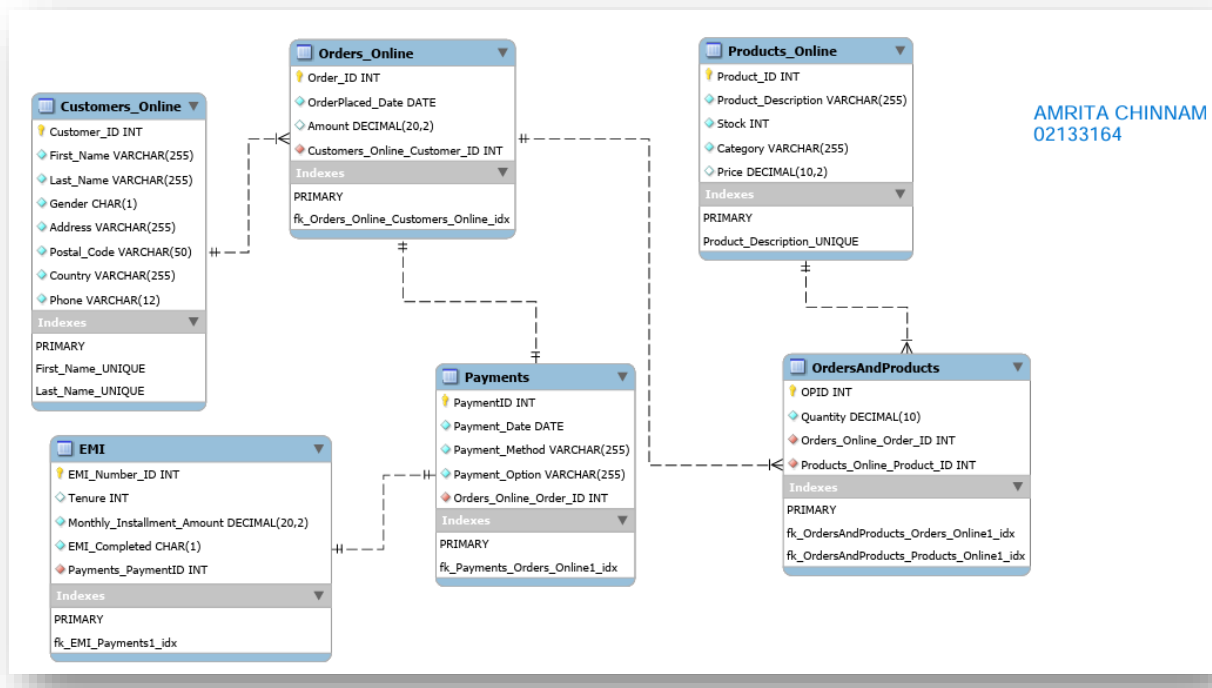 Customers_Online
Customer_ID INT
First_Name VARCHAR(255)
Last_Name VARCHAR(255)
Gender CHAR(1)
Address VARCHAR(255)
Postal_Code VARCHAR(50)
Country VARCHAR(255)
Phone VARCHAR(12)
Indexes
PRIMARY
First_Name_UNIQUE
Last_Name_UNIQUE
Orders_Online
Order_ID INT
OrderPlaced_Date DATE
Amount DECIMAL(20,2)
Customers_Online_Customer_ID INT
Indexes
PRIMARY
fk_Orders_Online_Customers_Online_idx
Products_Online
Product_ID INT
Product_Description VARCHAR(255)
Stock INT
Category VARCHAR(255)
Price DECIMAL(10,2)
Indexes
PRIMARY
Product_Description_UNIQUE
AMRITA CHINNAM
02133164
EMI
EMI_Number_ID INT
Tenure INT
Monthly_Installment_Amount DECIMAL(20,2)
EMI_Completed CHAR(1)
Payments_PaymentID INT
Indexes
PRIMARY
fk_EMI_Payments1_idx
Payments
PaymentID INT
Payment_Date DATE
Payment_Method VARCHAR(255)
Payment_Option VARCHAR(255)
Orders_Online_Order_ID INT
Indexes
PRIMARY
fk_Payments_Orders_Online1_idx
OrdersAndProducts
OPID INT
Quantity DECIMAL(10)
Orders_Online_Order_ID INT
Products_Online_Product_ID INT
Indexes
PRIMARY
fk_OrdersAndProducts_Orders_Online1_idx
fk_OrdersAndProducts_Products_Online1_idx